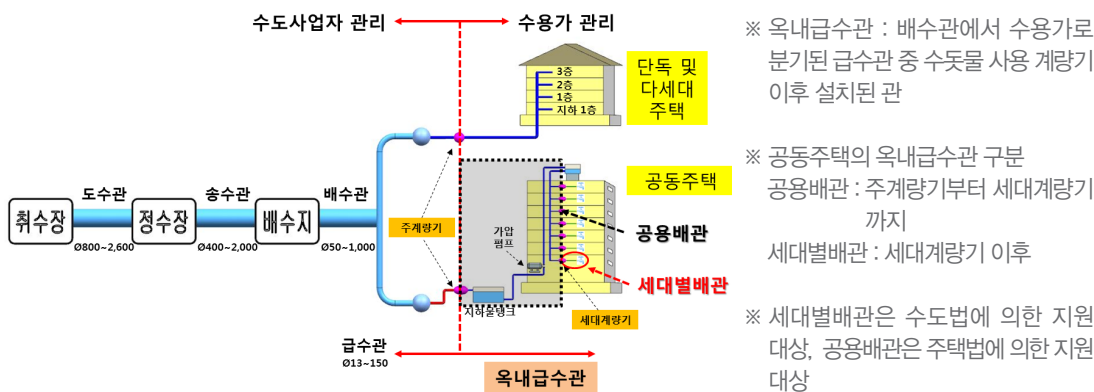 수도사업자 관리
수용가 관리
3층
2층
1층
지하 1층
단독 및
다세대
주택
도수관
송수관
배수관
취수장
정수장
배수지
Ø800~2,600
Ø400~2,000
Ø50~1,000
주계량기
가압
펌프
공동주택
공용배관
세대별배관
지하물탱크
세대계량기
급수관
Ø13~150
옥내급수관
※ 옥내급수관 : 배수관에서 수용가로
분기된 급수관 중 수돗물 사용 계량기
이후 설치된 관
※ 공동주택의 옥내급수관 구분
공용배관 : 주계량기부터 세대계량기
까지
세대별배관 : 세대계량기 이후
※ 세대별배관은 수도법에 의한 지원
대상, 공용배관은 주택법에 의한 지원
대상